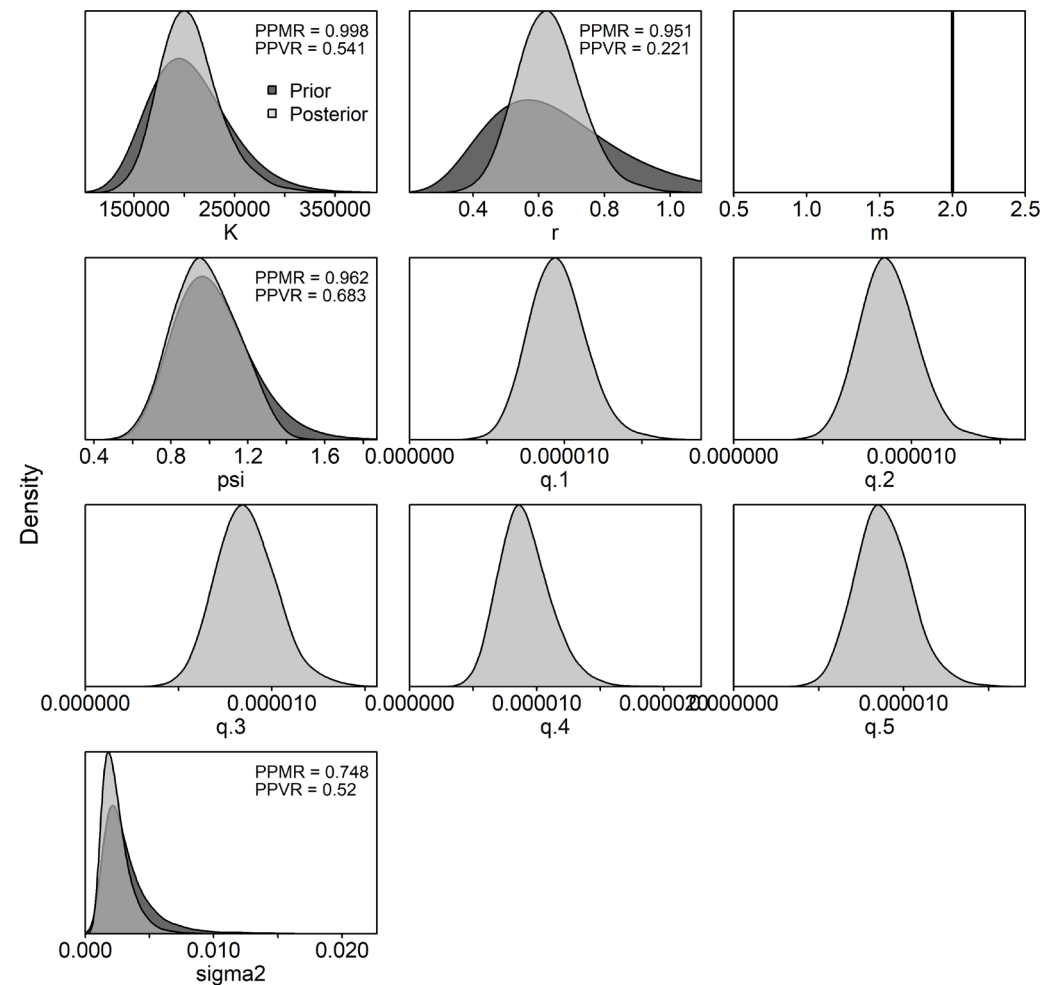 PPMR = 0.998
PPVR = 0.541
Prior
Posterior
150000 250000 350000
K
PPMR = 0.951
PPVR = 0.221
0.4 0.6 0.8 1.0
r
0.5 1.0 1.5 2.0 2.5
m
PPMR = 0.962
PPVR = 0.683
0.4 0.8 1.2 1.6
psi
0.000000 0.000010
q.1
0.000000 0.000010
q.2
Density
0.000000 0.000010
q.3
0.000000 0.000010 0.000020
q.4
0.000000 0.000010
q.5
PPMR = 0.748
PPVR = 0.52
0.000 0.010 0.020
sigma2